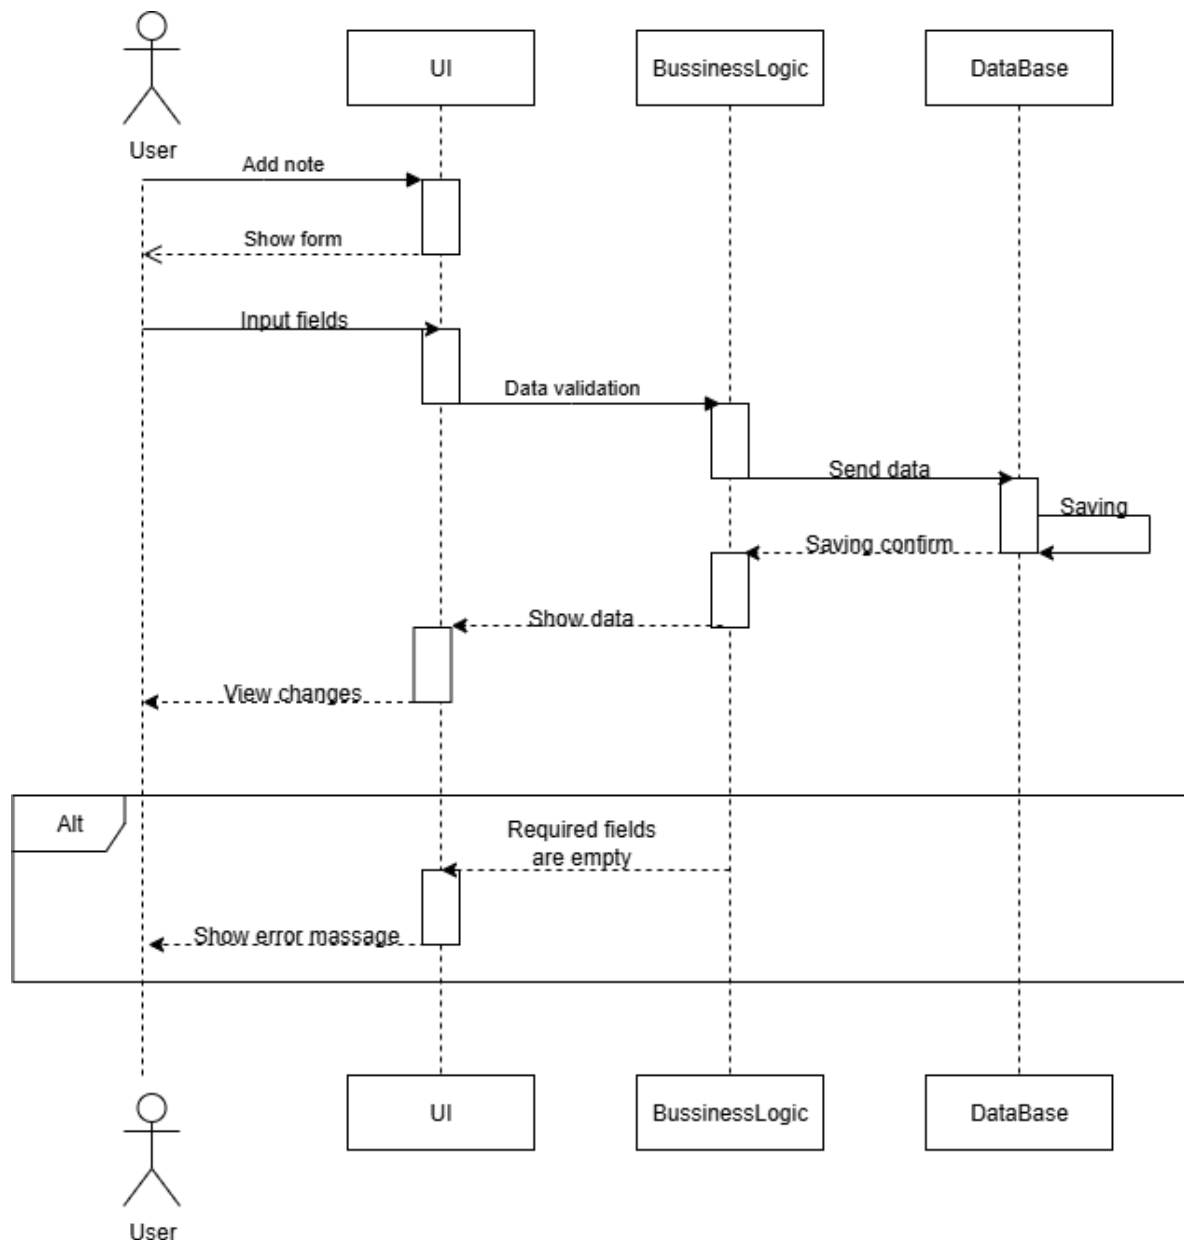 UI
BussinessLogic
DataBase
User
Add note
Show form
Input fields
Data validation
Send data
Saving
Saving confirm
Show data
View changes
Alt
Required fields
are empty
Show error massage
UI
BussinessLogic
DataBase
User